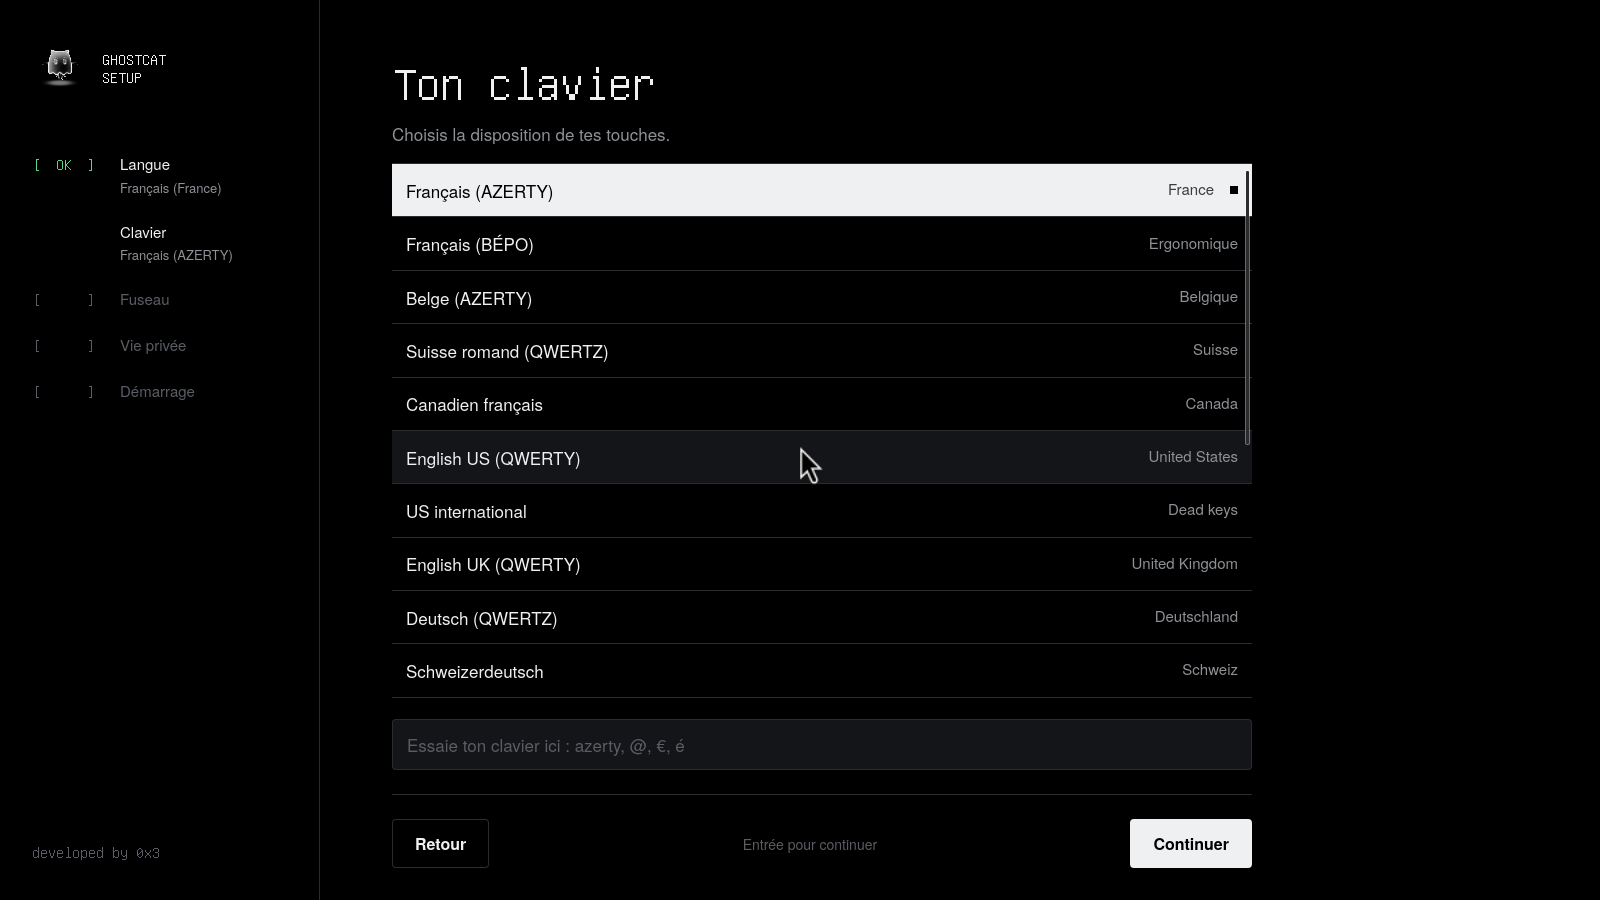 GHOSTCAT
SETUP
[ OK ] Langue
Français (France)
Clavier
Français (AZERTY)
[ ] Fuseau
[ ] Vie privée
[ ] Démarrage
developed by 0x3
Ton clavier
Choisis la disposition de tes touches.
Français (AZERTY) France
Français (BÉPO) Ergonomique
Belge (AZERTY) Belgique
Suisse romand (QWERTZ) Suisse
Canadien français Canada
English US (QWERTY) United States
US international Dead keys
English UK (QWERTY) United Kingdom
Deutsch (QWERTZ) Deutschland
Schweizerdeutsch Schweiz
Essaie ton clavier ici : azerty, @, €, é
Retour Entrée pour continuer Continuer